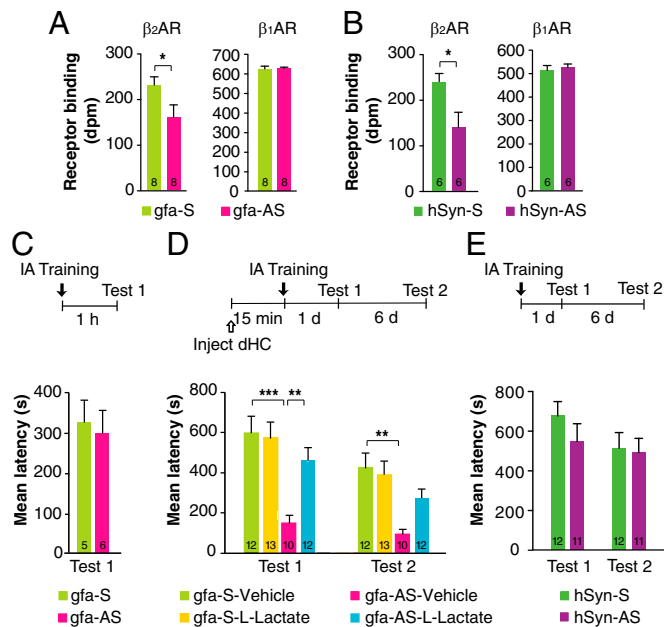 A
β2AR
β1AR
Receptor binding
(dpm)
300
200
100
0
*
8
8
700
600
500
400
300
200
100
0
8
8
gfa-S
gfa-AS
B
β2AR
β1AR
Receptor binding
(dpm)
300
200
100
0
*
6
6
600
500
400
300
200
100
0
6
6
hSyn-S
hSyn-AS
C
IA Training
Test 1
1 h
Mean latency (s)
400
300
200
100
0
5
6
Test 1
gfa-S
gfa-AS
D
IA Training
Test 1
Test 2
15 min
1 d
6 d
Inject dHC
Mean latency (s)
800
600
400
200
0
***
**
**
12
13
10
12
12
13
10
12
Test 1
Test 2
gfa-S-Vehicle
gfa-AS-Vehicle
gfa-S-L-Lactate
gfa-AS-L-Lactate
E
IA Training
Test 1
Test 2
1 d
6 d
Mean latency (s)
800
600
400
200
0
12
11
12
11
Test 1
Test 2
hSyn-S
hSyn-AS